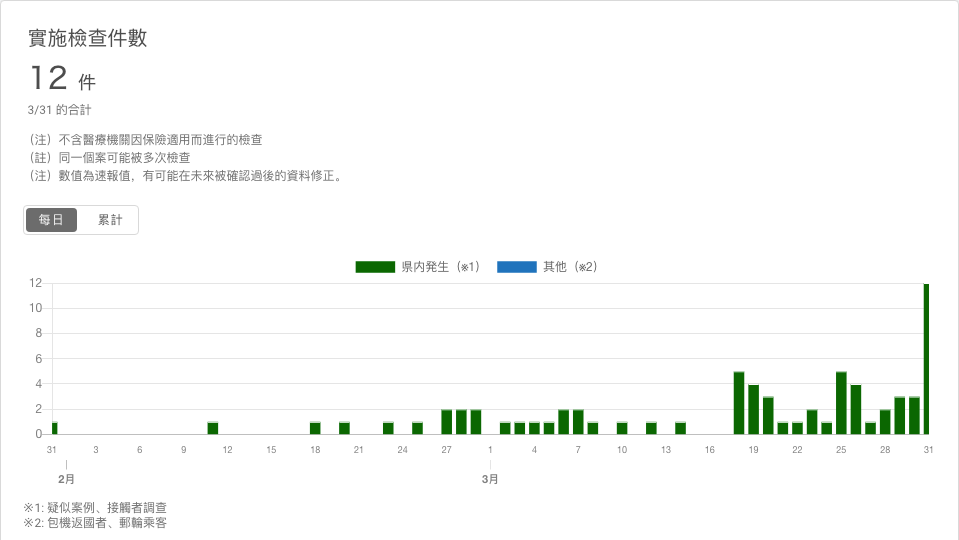 實施檢查件數
12 件
3/31 的合計
（注）不含醫療機關因保險適用而進行的檢查
（註）同一個案可能被多次檢查
（注）數值為速報值，有可能在未來被確認過後的資料修正。
每日 累計
県内発生（※1） 其他（※2）
12
10
8
6
4
2
0
31 3 6 9 12 15 18 21 24 27 1 4 7 10 13 16 19 22 25 28 31
2月 3月
※1: 疑似案例、接觸者調查
※2: 包機返國者、郵輪乘客